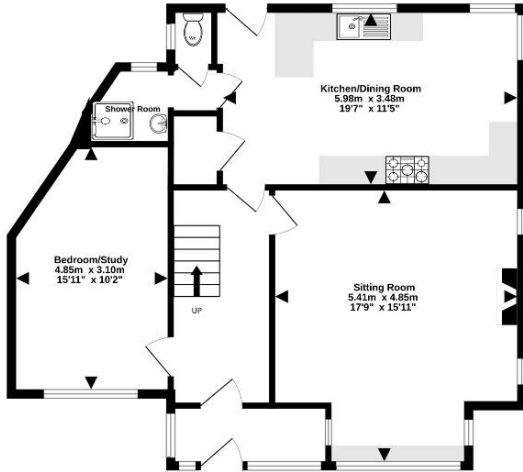 WC
Shower Room
Kitchen/Dining Room
5.98m x 3.48m
19'7" x 11'5"
Bedroom/Study
4.85m x 3.10m
15'11" x 10'2"
Sitting Room
5.41m x 4.85m
17'9" x 15'11"
UP